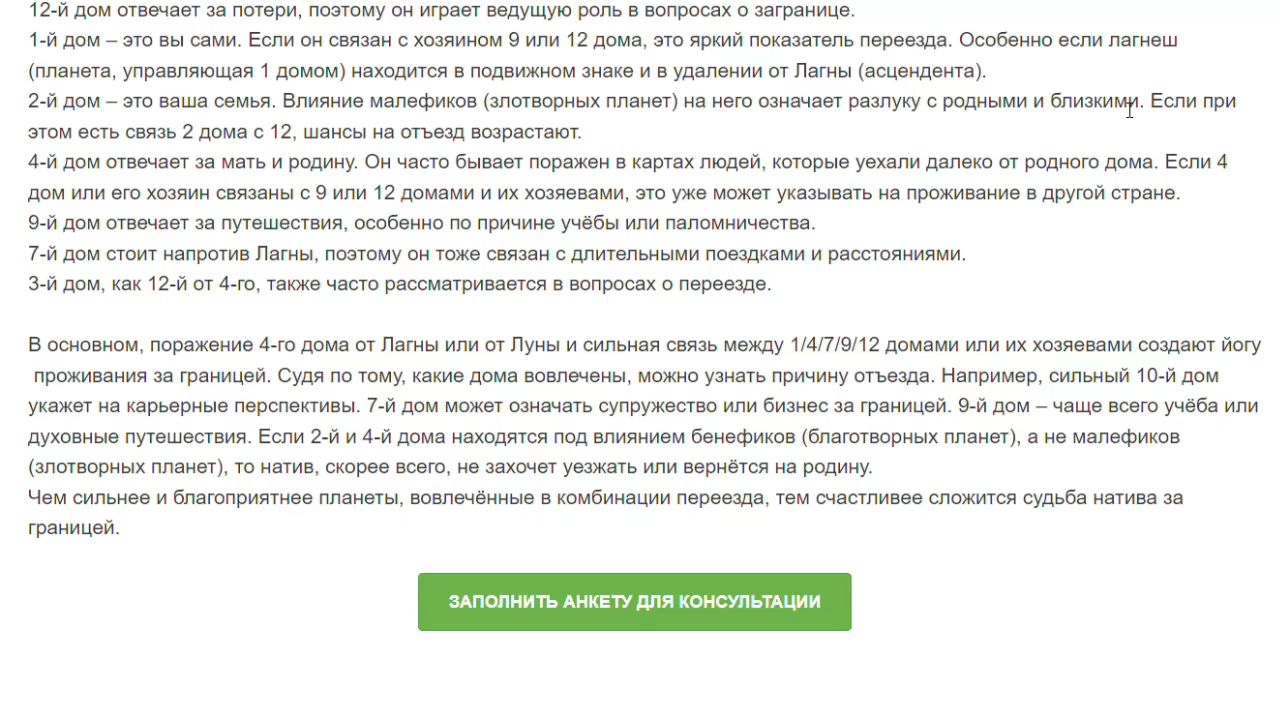 12-й дом отвечает за потери, поэтому он играет ведущую роль в вопросах о загранице.
1-й дом – это вы сами. Если он связан с хозяином 9 или 12 дома, это яркий показатель переезда. Особенно если лагнеш
(планета, управляющая 1 домом) находится в подвижном знаке и в удалении от Лагны (асцендента).
2-й дом – это ваша семья. Влияние малефиков (злотворных планет) на него означает разлуку с родными и близкими. Если при
этом есть связь 2 дома с 12, шансы на отъезд возрастают.
4-й дом отвечает за мать и родину. Он часто бывает поражен в картах людей, которые уехали далеко от родного дома. Если 4
дом или его хозяин связаны с 9 или 12 домами и их хозяевами, это уже может указывать на проживание в другой стране.
9-й дом отвечает за путешествия, особенно по причине учёбы или паломничества.
7-й дом стоит напротив Лагны, поэтому он тоже связан с длительными поездками и расстояниями.
3-й дом, как 12-й от 4-го, также часто рассматривается в вопросах о переезде.
В основном, поражение 4-го дома от Лагны или от Луны и сильная связь между 1/4/7/9/12 домами или их хозяевами создают йогу
проживания за границей. Судя по тому, какие дома вовлечены, можно узнать причину отъезда. Например, сильный 10-й дом
укажет на карьерные перспективы. 7-й дом может означать супружество или бизнес за границей. 9-й дом – чаще всего учёба или
духовные путешествия. Если 2-й и 4-й дома находятся под влиянием бенефиков (благотворных планет), а не малефиков
(злотворных планет), то натив, скорее всего, не захочет уезжать или вернётся на родину.
Чем сильнее и благоприятнее планеты, вовлечённые в комбинации переезда, тем счастливее сложится судьба натива за
границей.
ЗАПОЛНИТЬ АНКЕТУ ДЛЯ КОНСУЛЬТАЦИИ